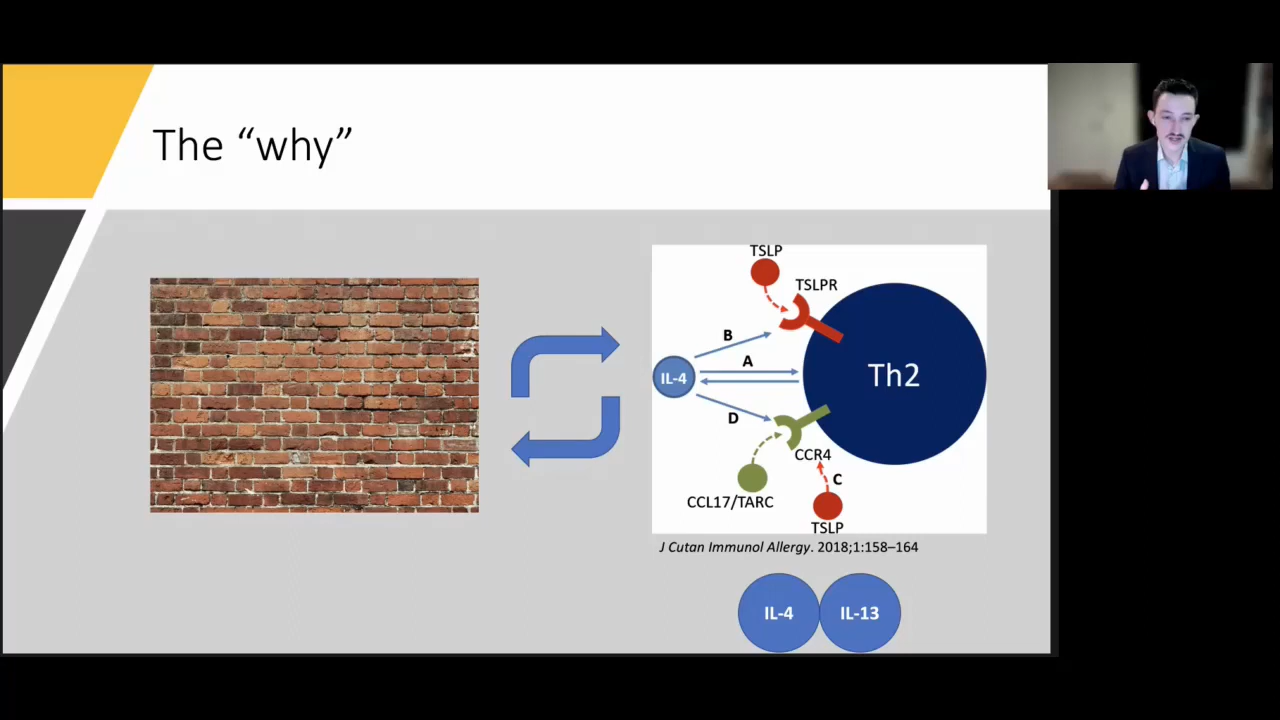 The “why”
TSLP
TSLPR
B
A
IL-4
Th2
D
CCR4
C
CCL17/TARC
TSLP
J Cutan Immunol Allergy. 2018;1:158–164
IL-4
IL-13